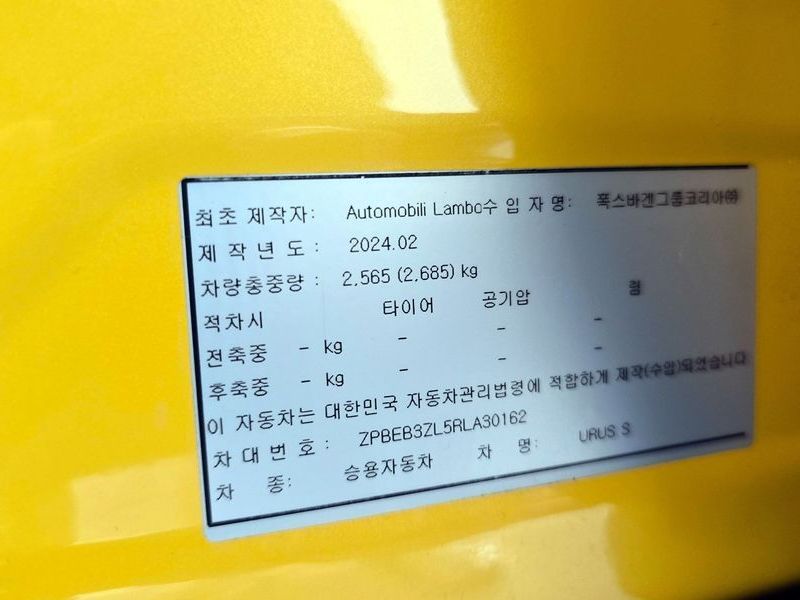 최초 제작자: Automobili Lambo수 입 자 명: 폭스바겐그룹코리아㈜
제 작 년 도 : 2024.02
차량총중량 : 2,565 (2,685) kg
적차시 타이어 공기압 림
전축중 - kg - - -
후축중 - kg - - -
이 자동차는 대한민국 자동차관리법령에 적합하게 제작(수입)되었습니다
차 대 번 호 : ZPBEB3ZL5RLA30162
차 종: 승용자동차 차 명: URUS S